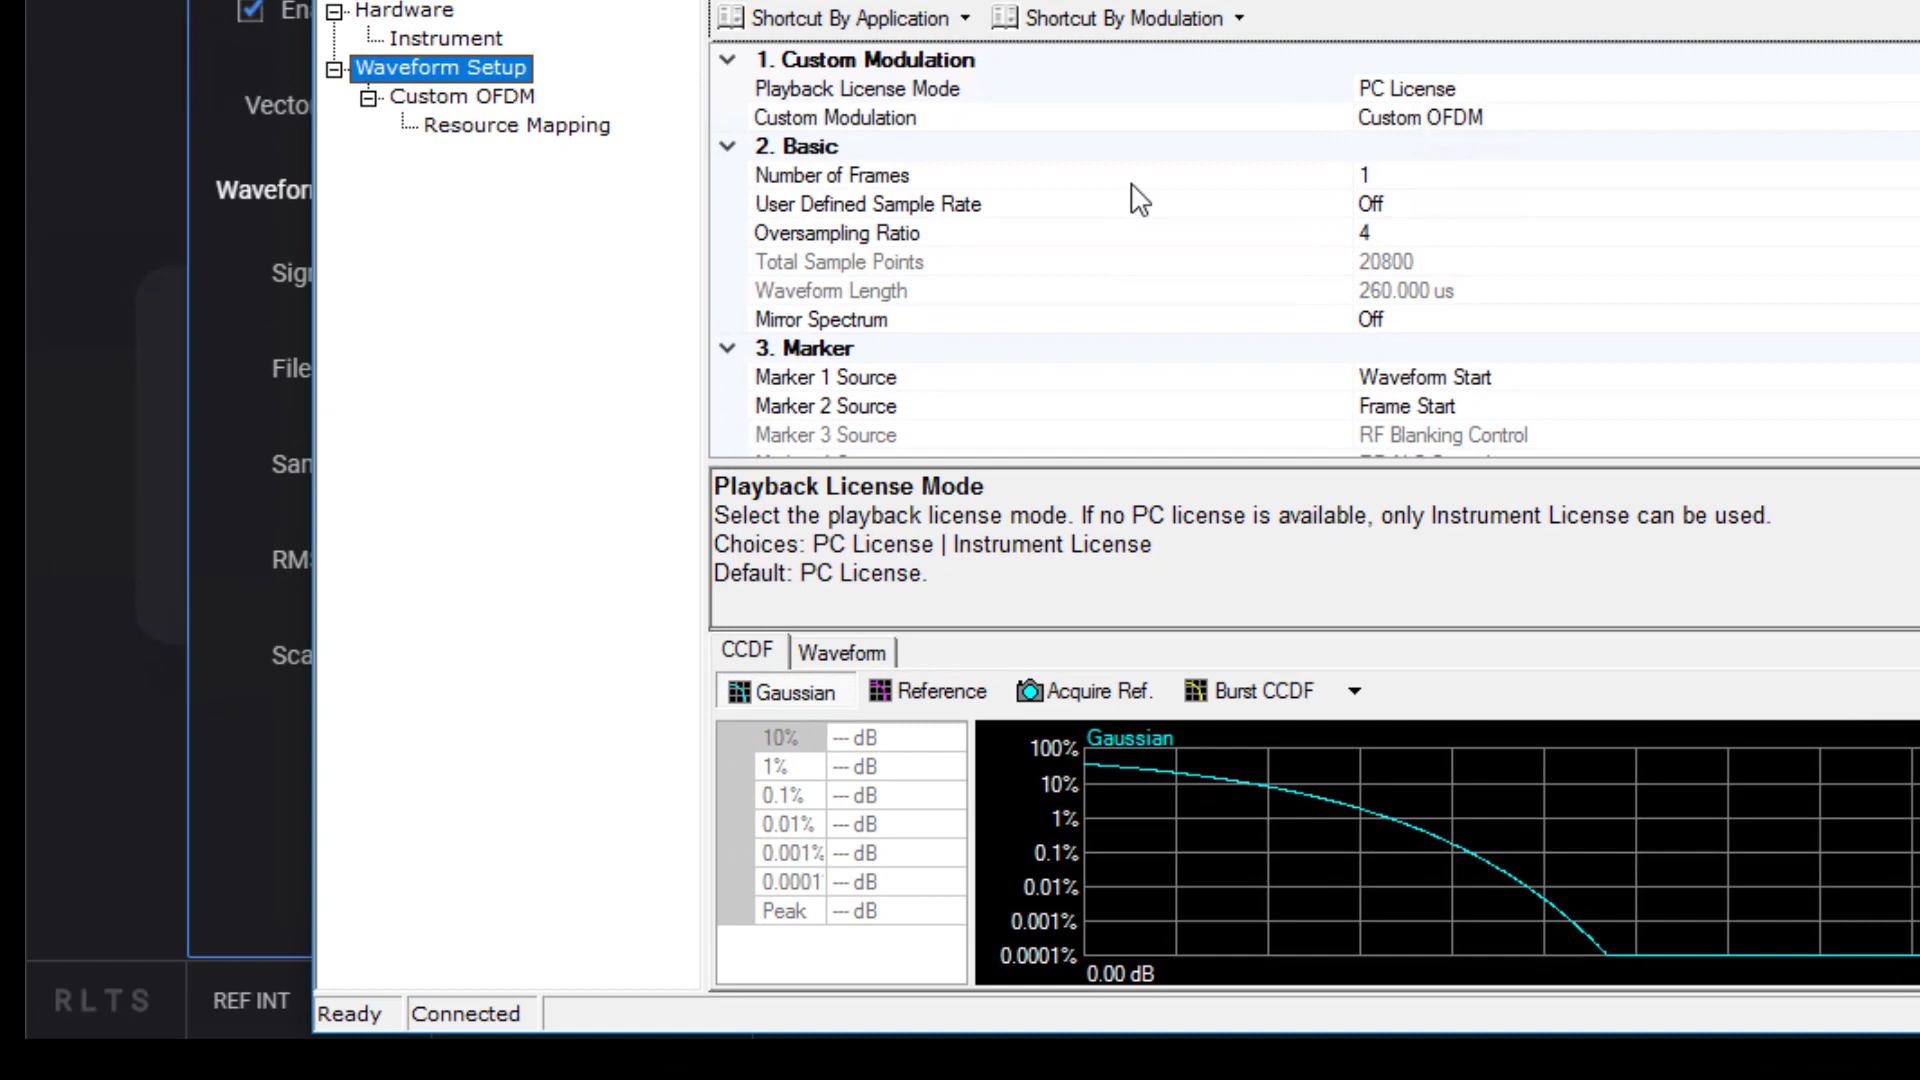 Hardware
Instrument
Waveform Setup
Custom OFDM
Resource Mapping
Shortcut By Application
Shortcut By Modulation
1. Custom Modulation
Playback License Mode PC License
Custom Modulation Custom OFDM
2. Basic
Number of Frames 1
User Defined Sample Rate Off
Oversampling Ratio 4
Total Sample Points 20800
Waveform Length 260.000 us
Mirror Spectrum Off
3. Marker
Marker 1 Source Waveform Start
Marker 2 Source Frame Start
Marker 3 Source RF Blanking Control
Playback License Mode
Select the playback license mode. If no PC license is available, only Instrument License can be used.
Choices: PC License | Instrument License
Default: PC License.
CCDF
Waveform
Gaussian
Reference
Acquire Ref.
Burst CCDF
10% --- dB
1% --- dB
0.1% --- dB
0.01% --- dB
0.001% --- dB
0.0001 --- dB
Peak --- dB
Gaussian
100%
10%
1%
0.1%
0.01%
0.001%
0.0001%
0.00 dB
RLTS
REF INT
Ready
Connected